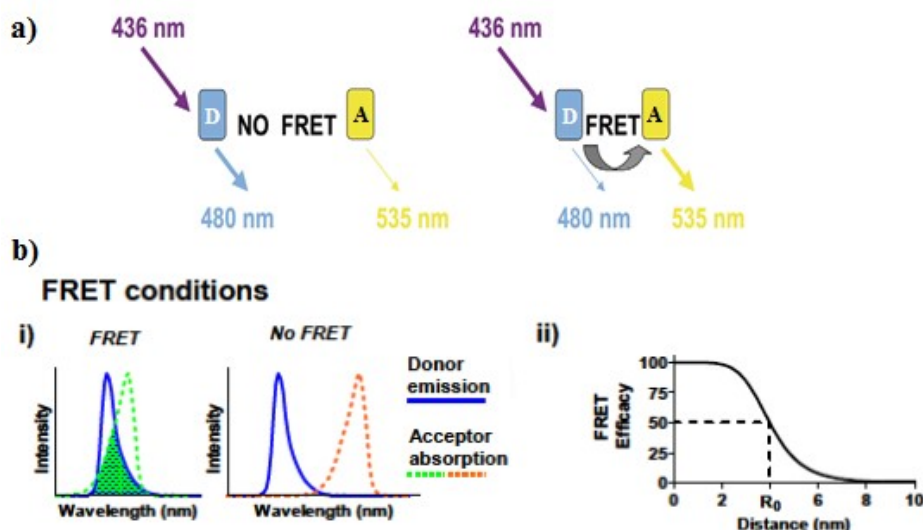 a)
436 nm
436 nm
D NO FRET A
D FRET A
480 nm
535 nm
480 nm
535 nm
b)
FRET conditions
i)
FRET
No FRET
Intensity
Wavelength (nm)
Intensity
Wavelength (nm)
Donor
emission
Acceptor
absorption
ii)
FRET
Efficacy
100
75
50
25
0
0 2 R0 6 8 10
Distance (nm)